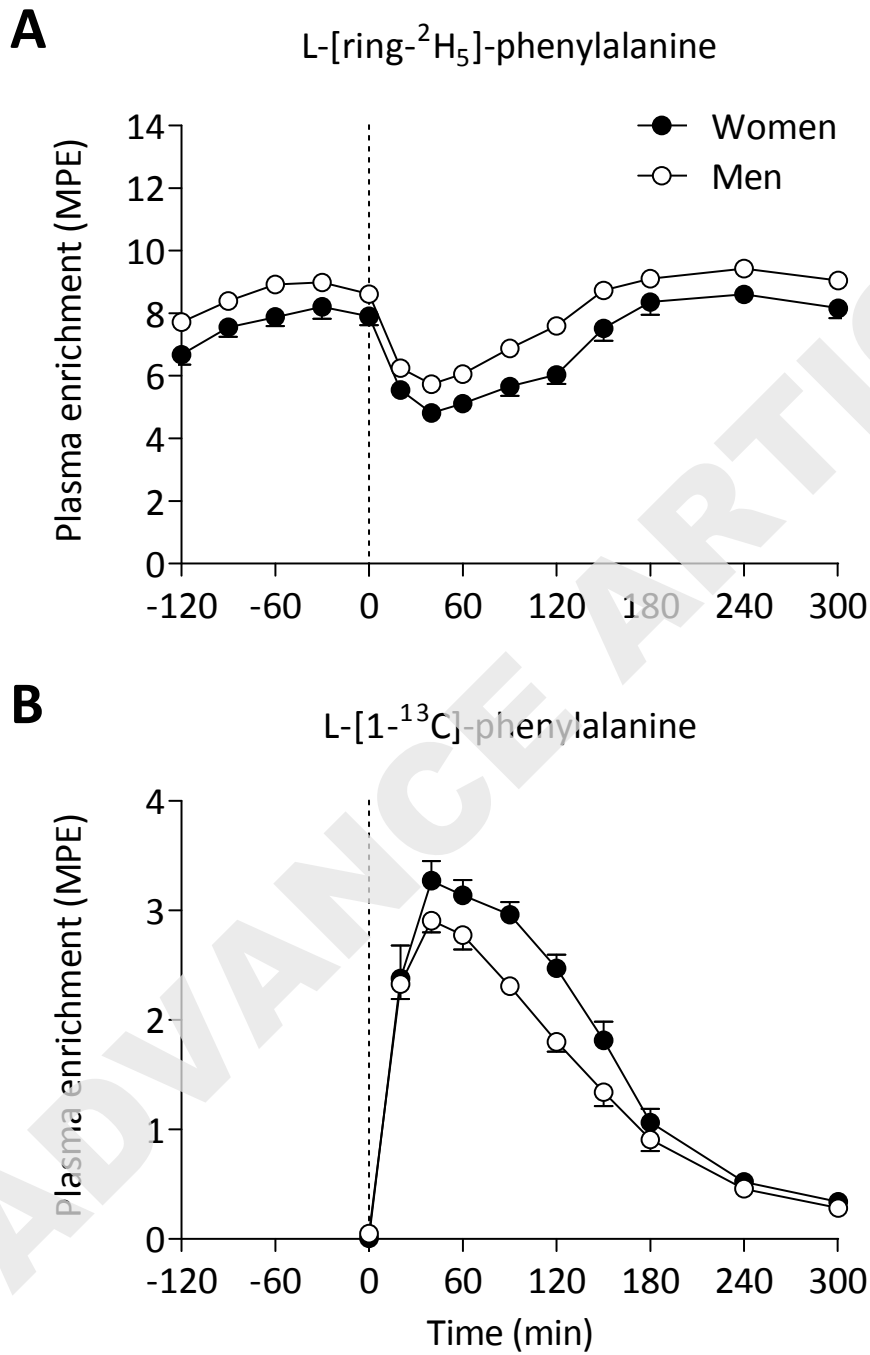 A
L-[ring-²H₅]-phenylalanine
Women
Men
Plasma enrichment (MPE)
14
12
10
8
6
4
2
0
-120 -60 0 60 120 180 240 300
B
L-[1-¹³C]-phenylalanine
Plasma enrichment (MPE)
4
3
2
1
0
-120 -60 0 60 120 180 240 300
Time (min)
ADVANCE ARTIC